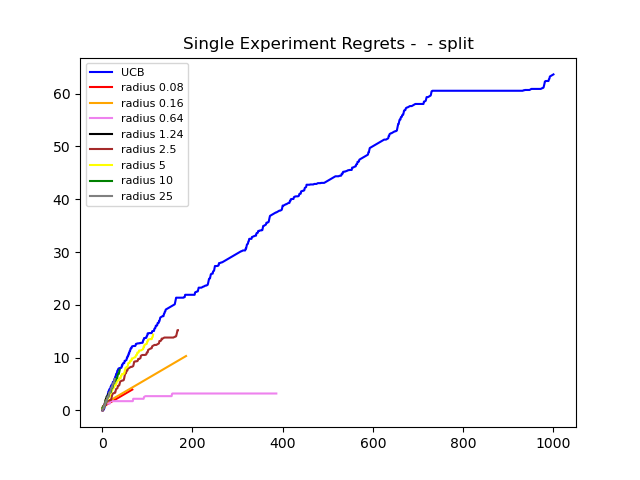 Single Experiment Regrets -  - split
UCB
radius 0.08
radius 0.16
radius 0.64
radius 1.24
radius 2.5
radius 5
radius 10
radius 25
60
50
40
30
20
10
0
0 200 400 600 800 1000